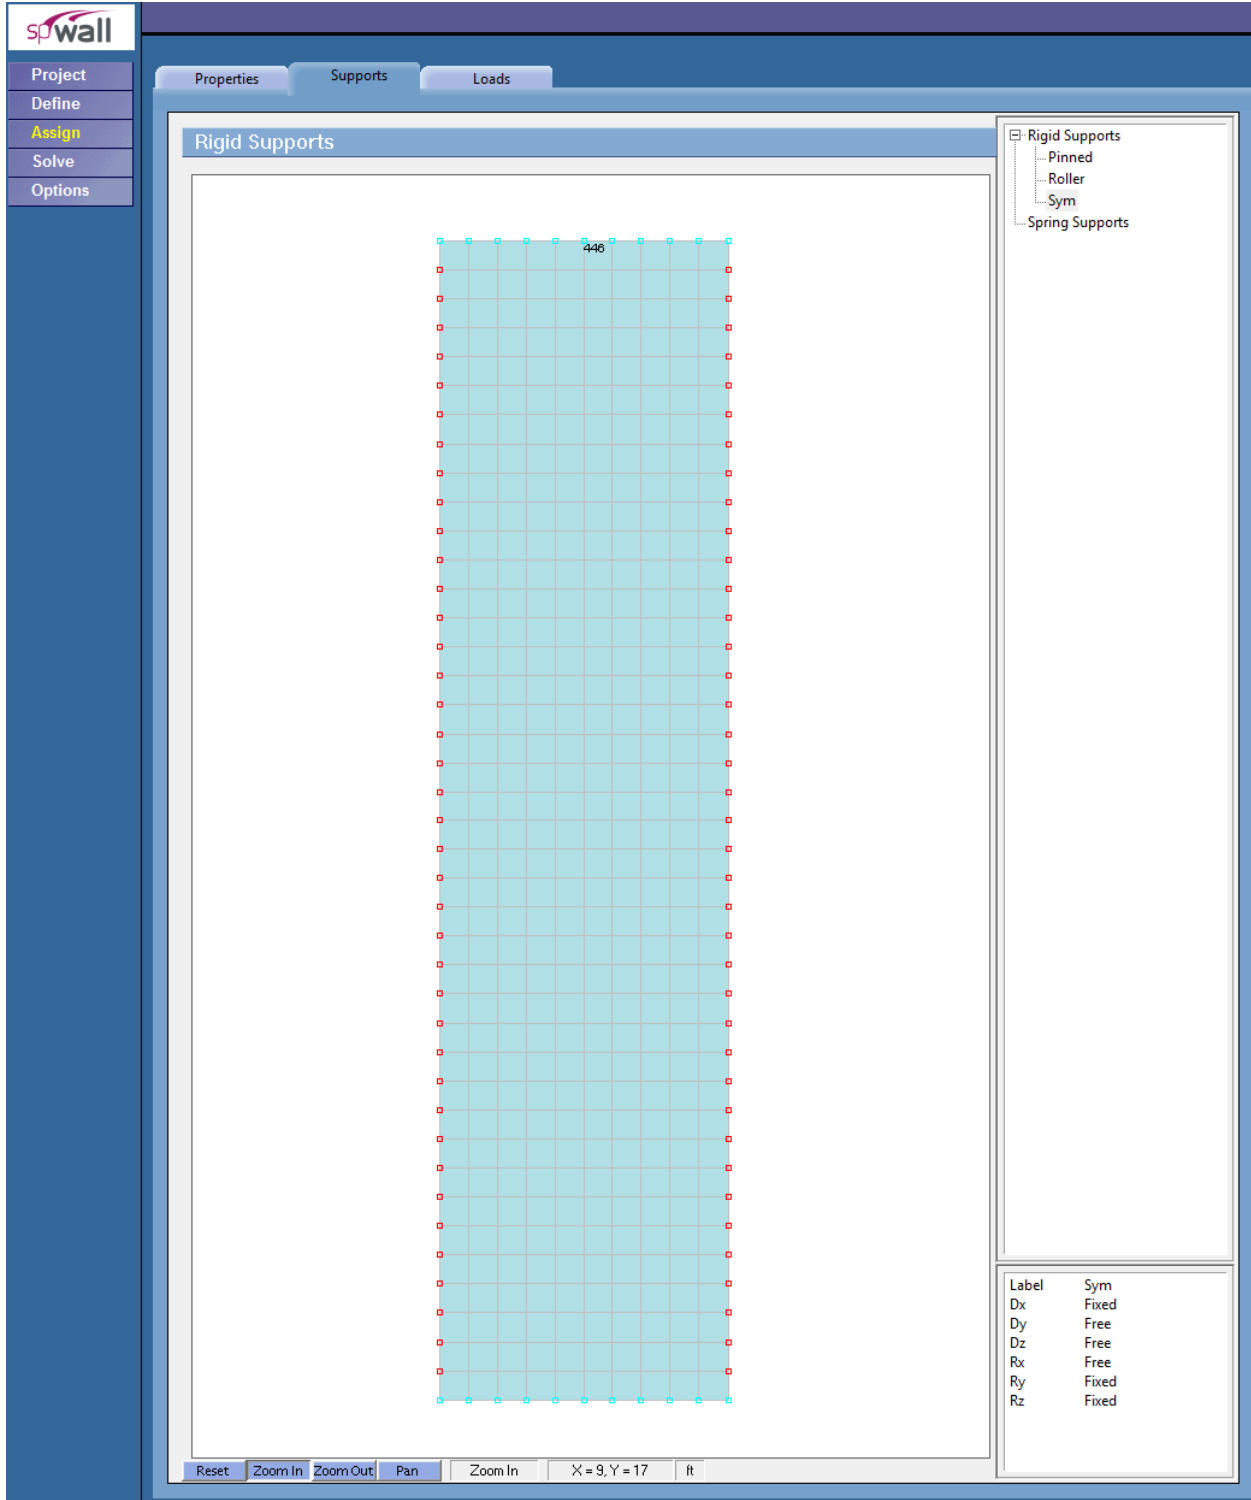 spwall
Project
Define
Assign
Solve
Options
Properties
Supports
Loads
Rigid Supports
446
Rigid Supports
Pinned
Roller
Sym
Spring Supports
Label Sym
Dx Fixed
Dy Free
Dz Free
Rx Free
Ry Fixed
Rz Fixed
Reset Zoom In Zoom Out Pan Zoom In X = 9, Y = 17 ft